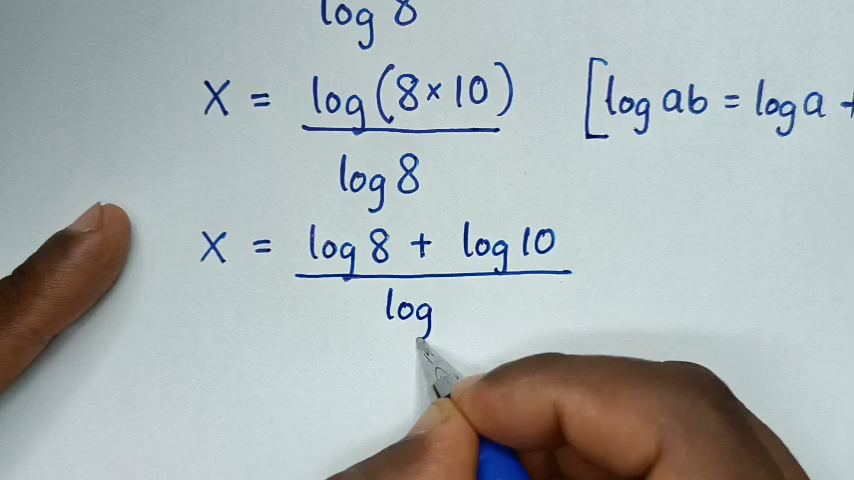 log 8
X = log(8×10) [log ab = log a +
log 8
X = log 8 + log 10
log